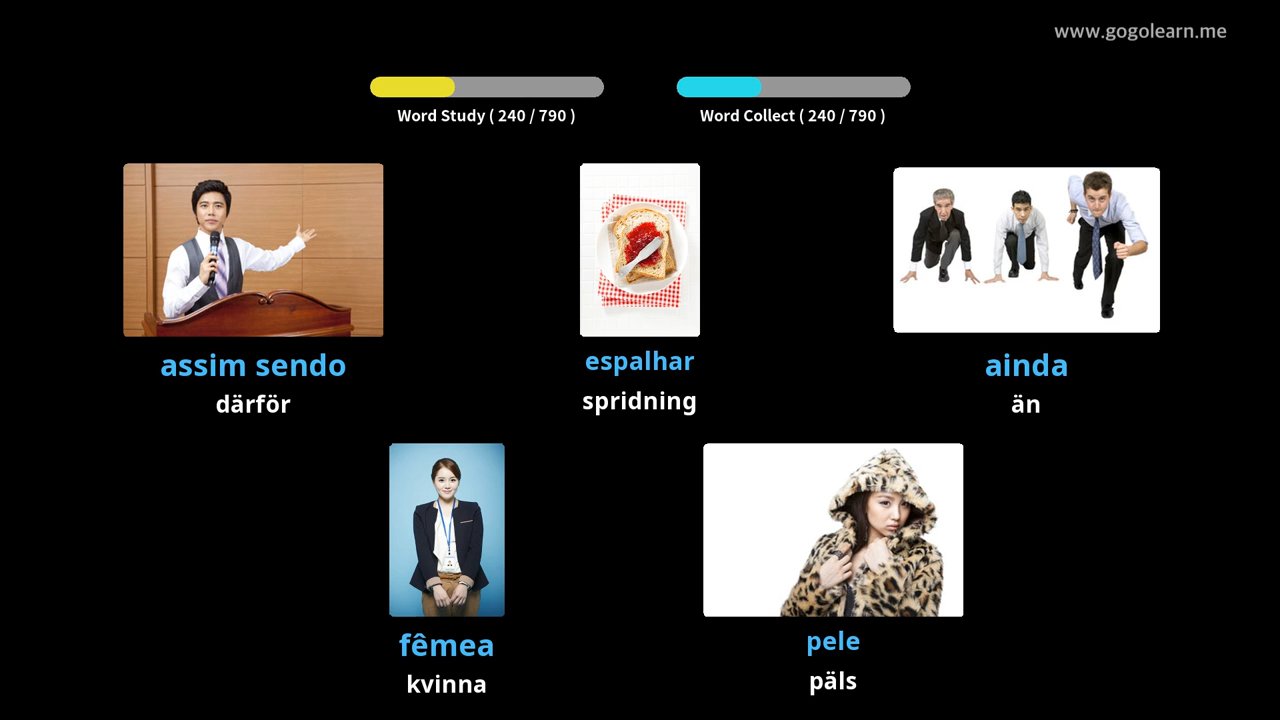 www.gogolearn.me
Word Study ( 240 / 790 )
Word Collect ( 240 / 790 )
assim sendo
därför
espalhar
spridning
ainda
än
fêmea
kvinna
pele
päls